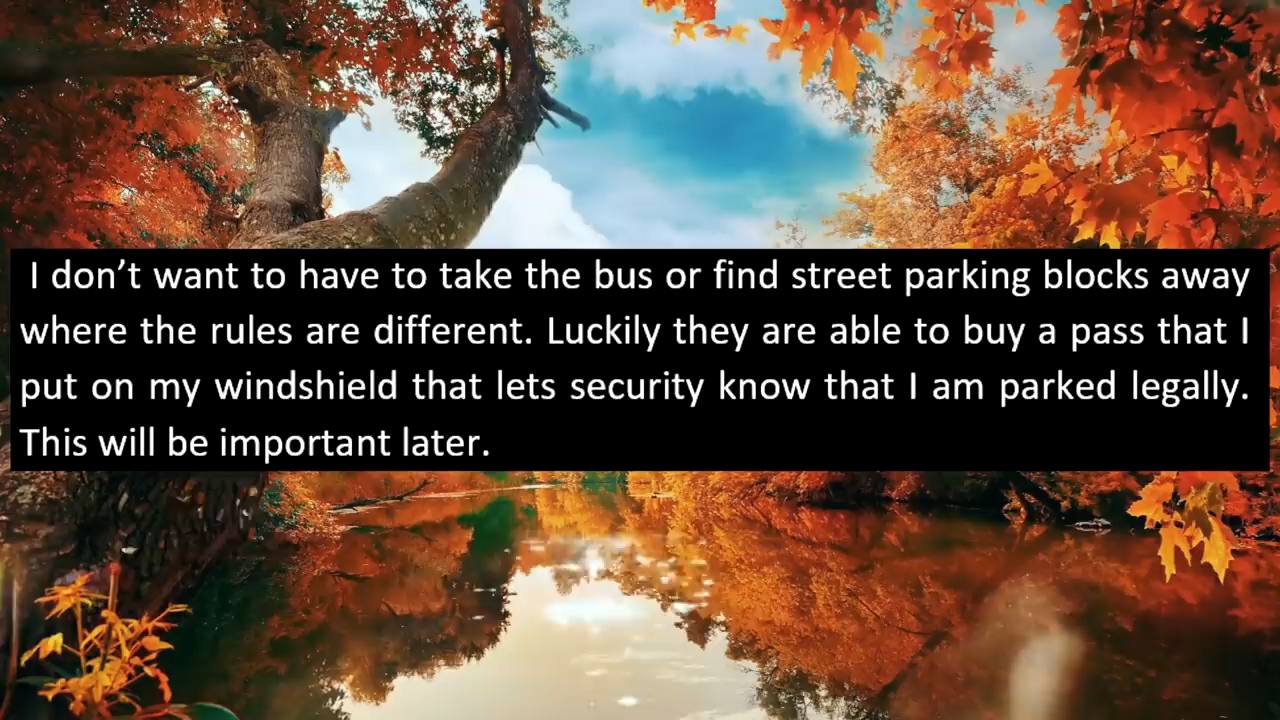 I don’t want to have to take the bus or find street parking blocks away
where the rules are different. Luckily they are able to buy a pass that I
put on my windshield that lets security know that I am parked legally.
This will be important later.